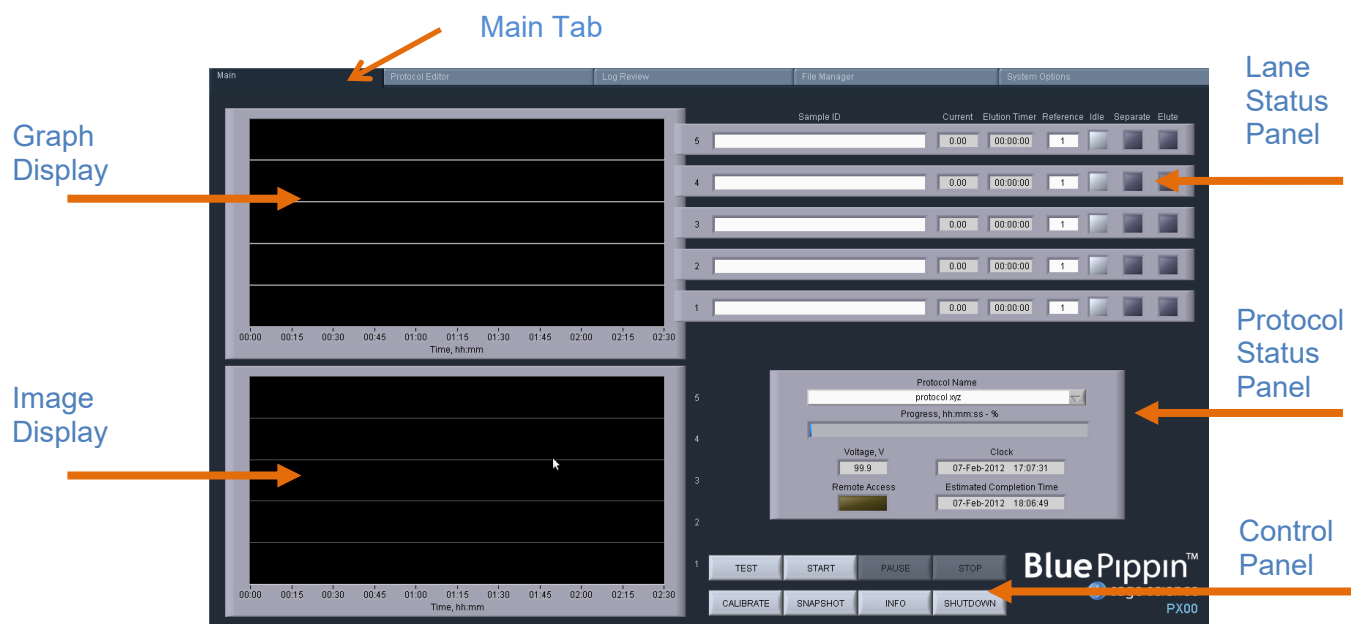 Main Tab
Main
Protocol Editor
Log Review
File Manager
System Options
Graph
Display
Lane
Status
Panel
Sample ID Current Elution Timer Reference Idle Separate Elute
5 0.00 00:00:00 1
4 0.00 00:00:00 1
3 0.00 00:00:00 1
2 0.00 00:00:00 1
1 0.00 00:00:00 1
00:00 00:15 00:30 00:45 01:00 01:15 01:30 01:45 02:00 02:15 02:30
Time, hh:mm
Image
Display
5
4
3
2
1
00:00 00:15 00:30 00:45 01:00 01:15 01:30 01:45 02:00 02:15 02:30
Time, hh:mm
Protocol
Status
Panel
Protocol Name
protocol xyz
Progress, hh:mm:ss - %
Voltage, V Clock
99.9 07-Feb-2012 17:07:31
Remote Access Estimated Completion Time
07-Feb-2012 18:06:49
Control
Panel
TEST START PAUSE STOP
CALIBRATE SNAPSHOT INFO SHUTDOWN
BluePippin™
PX00